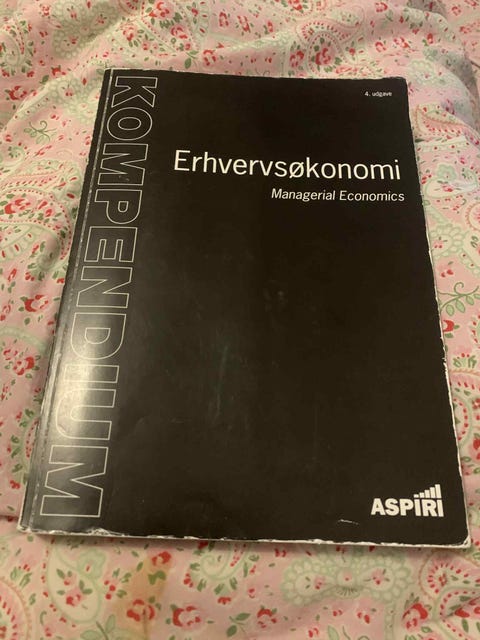 4. udgave
Erhvervsøkonomi
Managerial Economics
KOMPENDIUM
ASPIRI